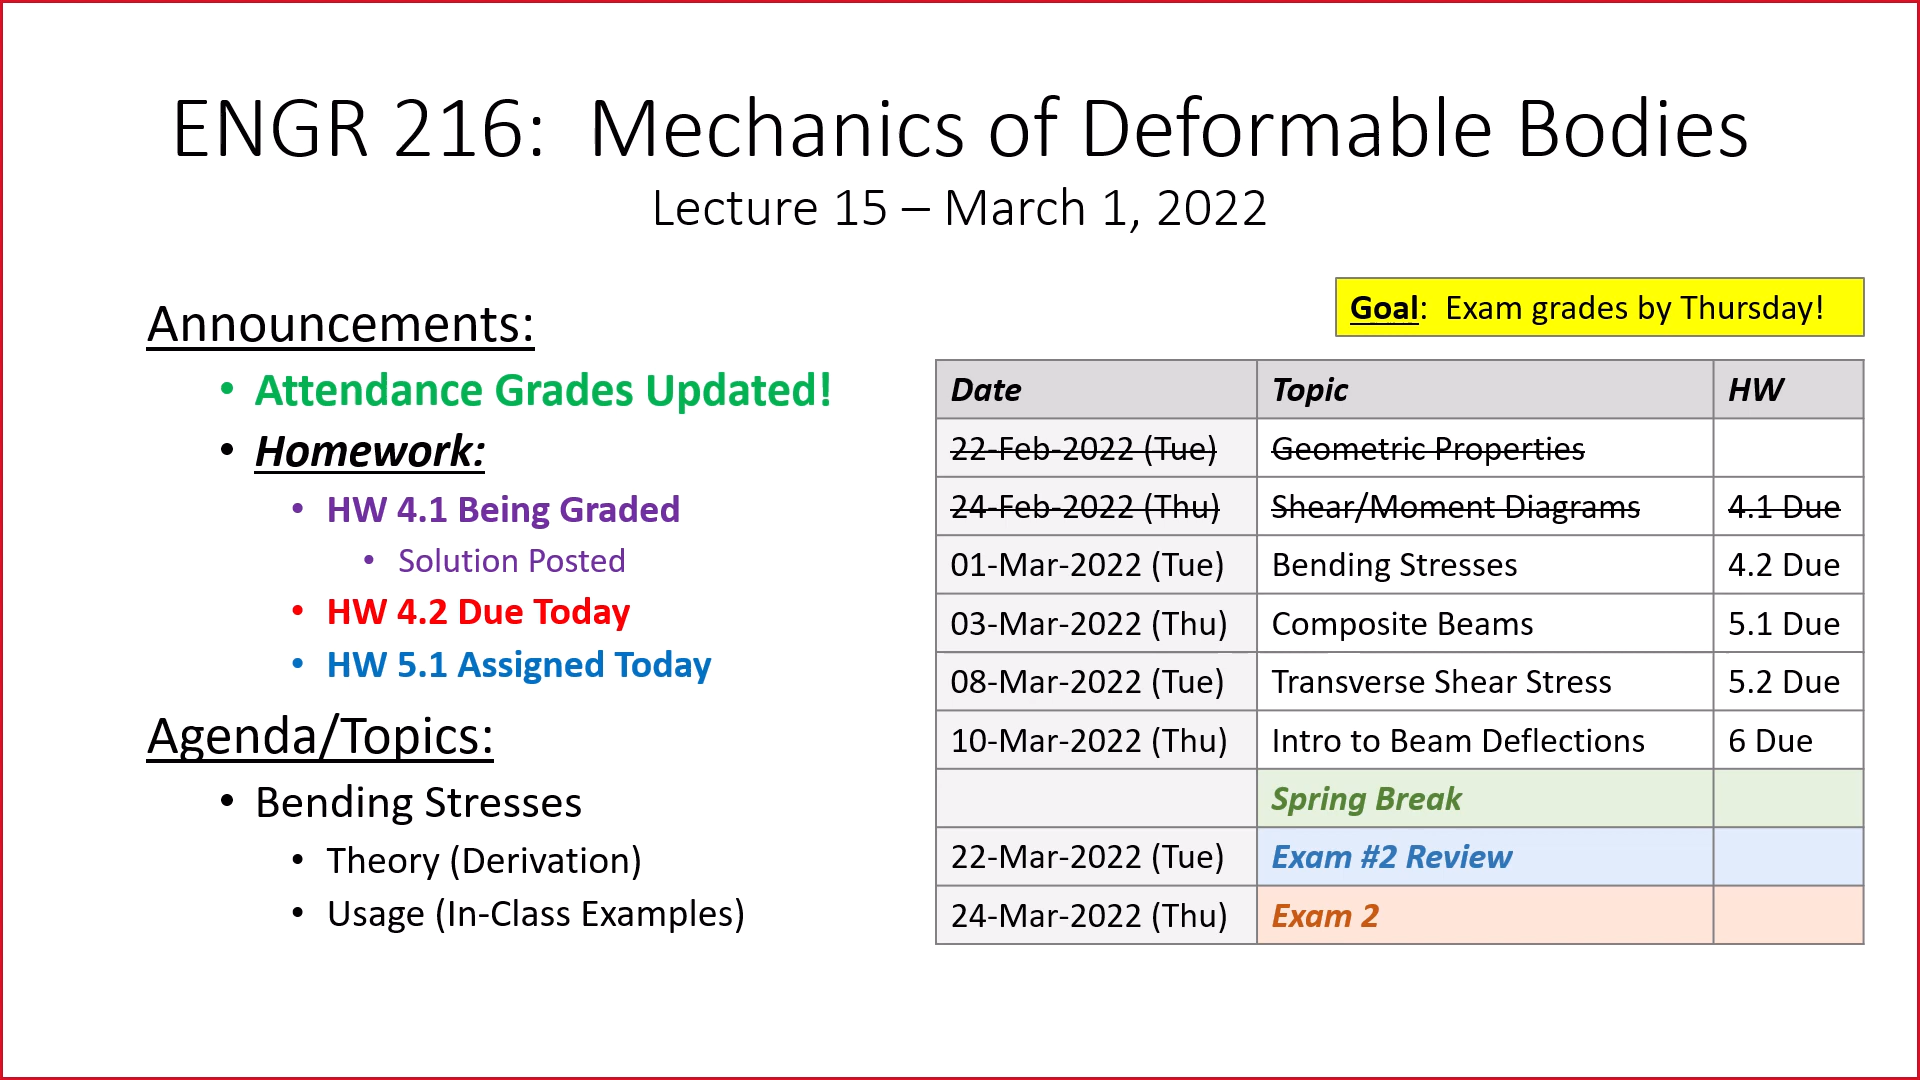 ENGR 216:  Mechanics of Deformable Bodies
Lecture 15 – March 1, 2022
Announcements:
• Attendance Grades Updated!
• Homework:
• HW 4.1 Being Graded
• Solution Posted
• HW 4.2 Due Today
• HW 5.1 Assigned Today
Agenda/Topics:
• Bending Stresses
• Theory (Derivation)
• Usage (In-Class Examples)
Goal:  Exam grades by Thursday!
Date Topic HW
22-Feb-2022 (Tue) Geometric Properties
24-Feb-2022 (Thu) Shear/Moment Diagrams 4.1 Due
01-Mar-2022 (Tue) Bending Stresses 4.2 Due
03-Mar-2022 (Thu) Composite Beams 5.1 Due
08-Mar-2022 (Tue) Transverse Shear Stress 5.2 Due
10-Mar-2022 (Thu) Intro to Beam Deflections 6 Due
Spring Break
22-Mar-2022 (Tue) Exam #2 Review
24-Mar-2022 (Thu) Exam 2